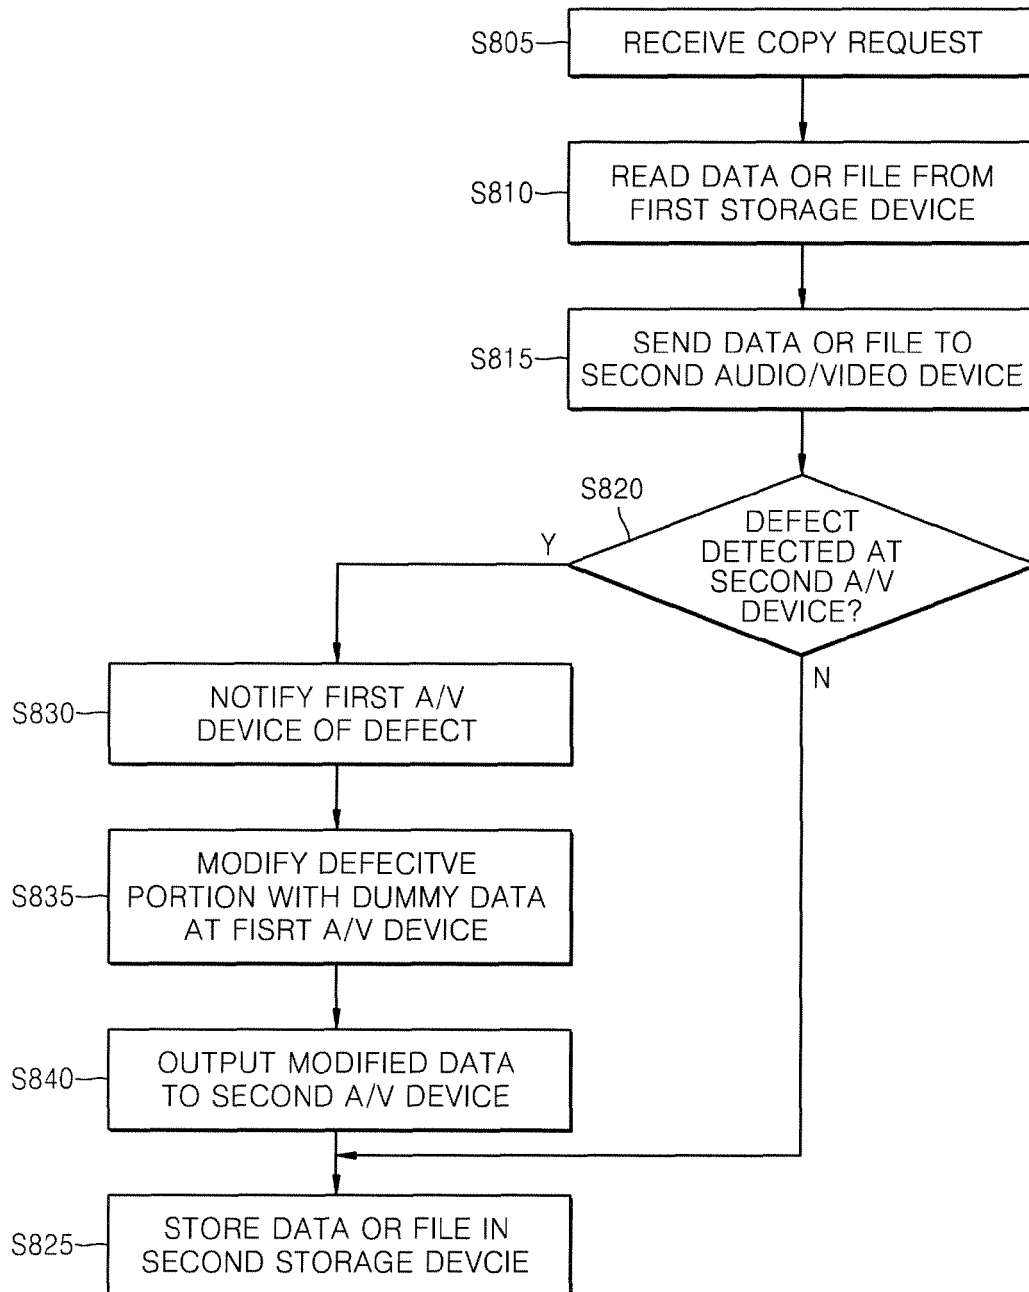 S805
RECEIVE COPY REQUEST
S810
READ DATA OR FILE FROM
FIRST STORAGE DEVICE
S815
SEND DATA OR FILE TO
SECOND AUDIO/VIDEO DEVICE
S820
DEFECT
DETECTED AT
SECOND A/V
DEVICE?
Y
N
S830
NOTIFY FIRST A/V
DEVICE OF DEFECT
S835
MODIFY DEFECITVE
PORTION WITH DUMMY DATA
AT FISRT A/V DEVICE
S840
OUTPUT MODIFIED DATA
TO SECOND A/V DEVICE
S825
STORE DATA OR FILE IN
SECOND STORAGE DEVCIE